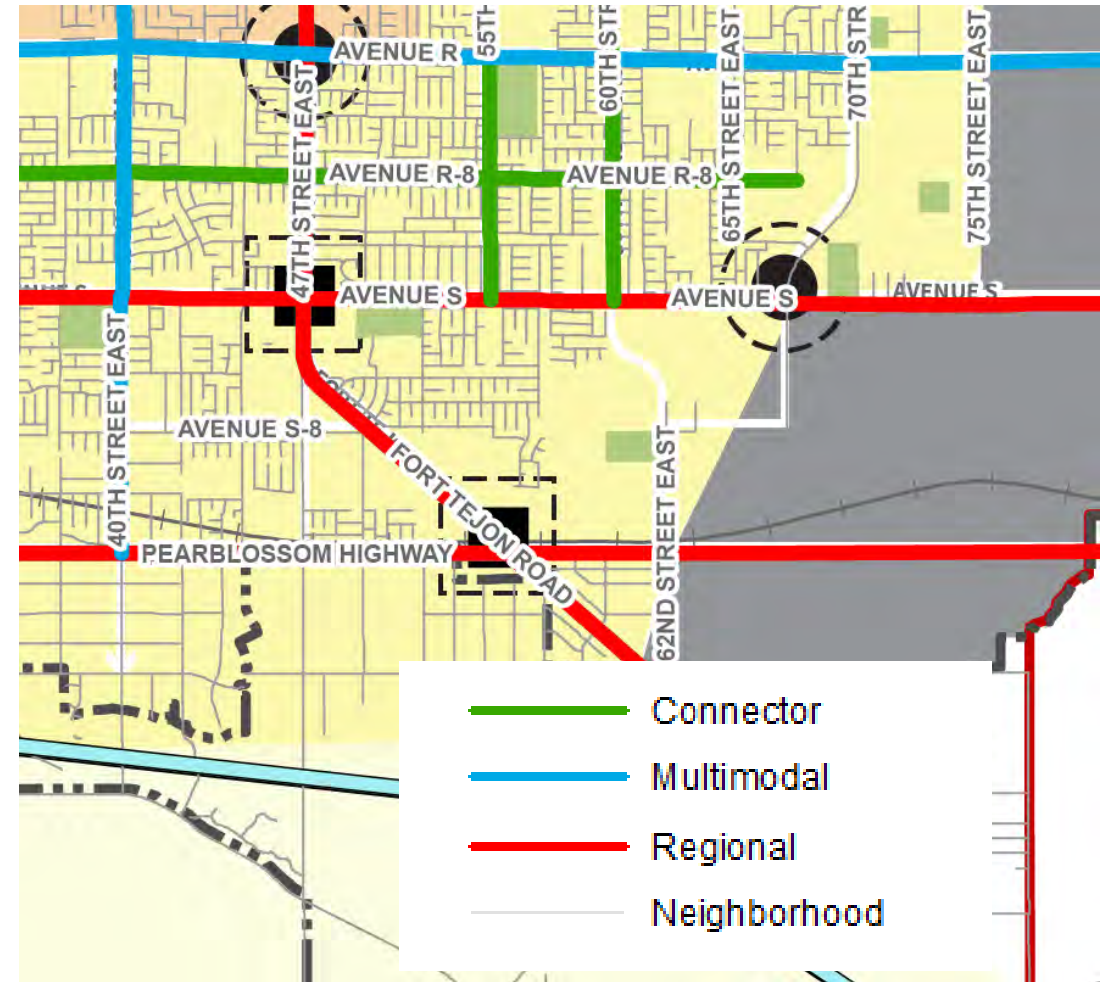 55TH
60TH STR
70TH STR
75TH STREET EAST
AVENUE R
65TH STREET EAST
47TH STREET EAST
AVENUE R-8
AVENUE R-8
AVENUE S
AVENUE S
AVENUE S
40TH STREET EAST
AVENUE S-8
FORT TEJON ROAD
62ND STREET EAST
PEARBLOSSOM HIGHWAY
Connector
Multimodal
Regional
Neighborhood